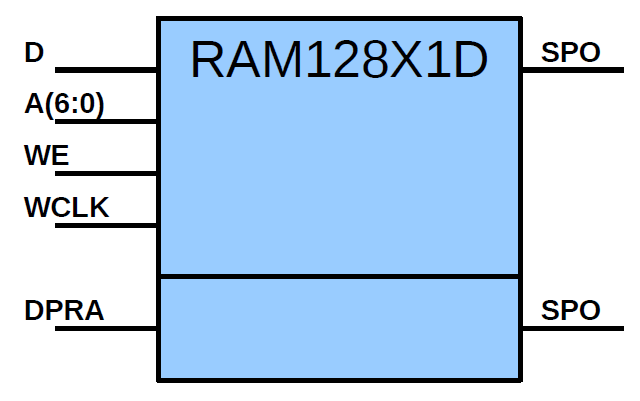 RAM128X1D
D
SPO
A(6:0)
WE
WCLK
DPRA
SPO